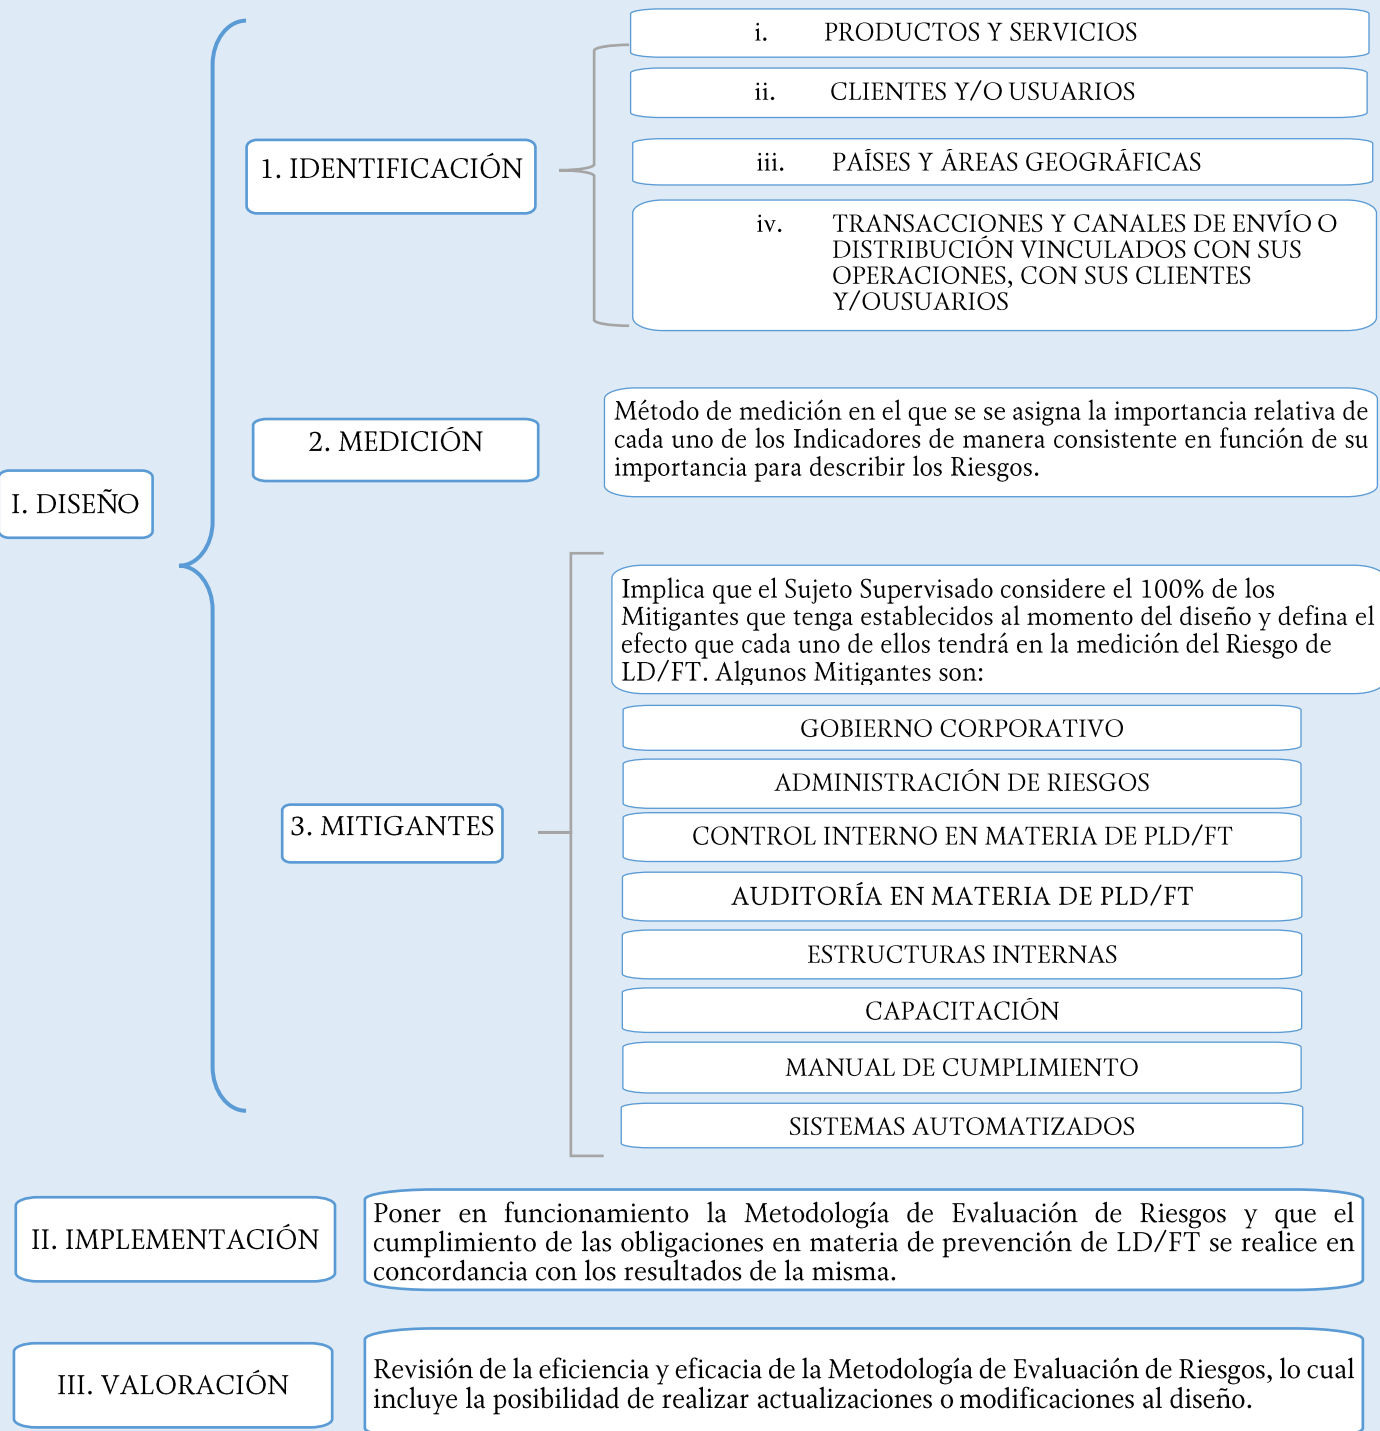 I. DISEÑO
1. IDENTIFICACIÓN
i. PRODUCTOS Y SERVICIOS
ii. CLIENTES Y/O USUARIOS
iii. PAÍSES Y ÁREAS GEOGRÁFICAS
iv. TRANSACCIONES Y CANALES DE ENVÍO O
DISTRIBUCIÓN VINCULADOS CON SUS
OPERACIONES, CON SUS CLIENTES
Y/OUSUARIOS
2. MEDICIÓN
Método de medición en el que se se asigna la importancia relativa de
cada uno de los Indicadores de manera consistente en función de su
importancia para describir los Riesgos.
3. MITIGANTES
Implica que el Sujeto Supervisado considere el 100% de los
Mitigantes que tenga establecidos al momento del diseño y defina el
efecto que cada uno de ellos tendrá en la medición del Riesgo de
LD/FT. Algunos Mitigantes son:
GOBIERNO CORPORATIVO
ADMINISTRACIÓN DE RIESGOS
CONTROL INTERNO EN MATERIA DE PLD/FT
AUDITORÍA EN MATERIA DE PLD/FT
ESTRUCTURAS INTERNAS
CAPACITACIÓN
MANUAL DE CUMPLIMIENTO
SISTEMAS AUTOMATIZADOS
II. IMPLEMENTACIÓN
Poner en funcionamiento la Metodología de Evaluación de Riesgos y que el
cumplimiento de las obligaciones en materia de prevención de LD/FT se realice en
concordancia con los resultados de la misma.
III. VALORACIÓN
Revisión de la eficiencia y eficacia de la Metodología de Evaluación de Riesgos, lo cual
incluye la posibilidad de realizar actualizaciones o modificaciones al diseño.